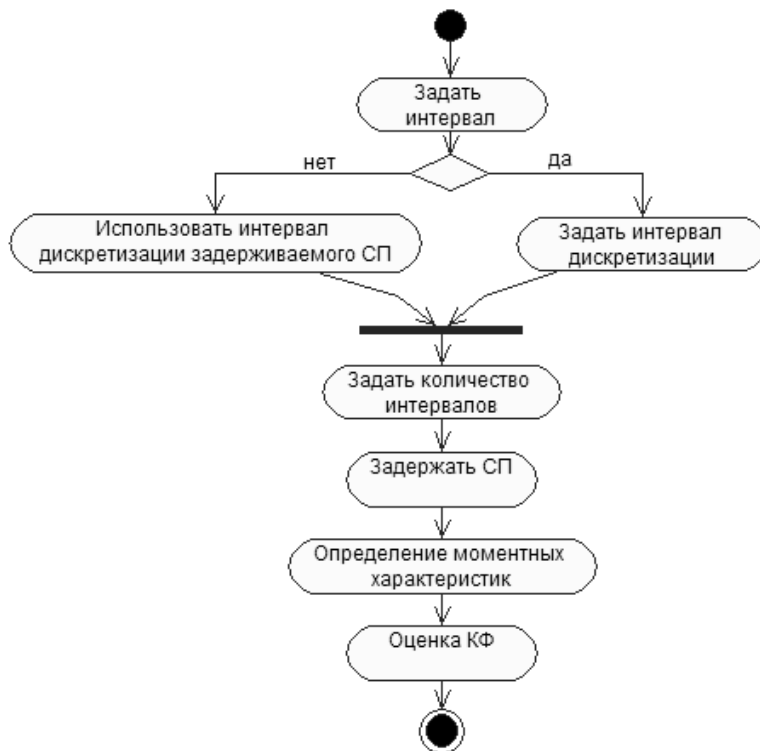 Задать
интервал
нет
да
Использовать интервал
дискретизации задерживаемого СП
Задать интервал
дискретизации
Задать количество
интервалов
Задержать СП
Определение моментных
характеристик
Оценка КФ